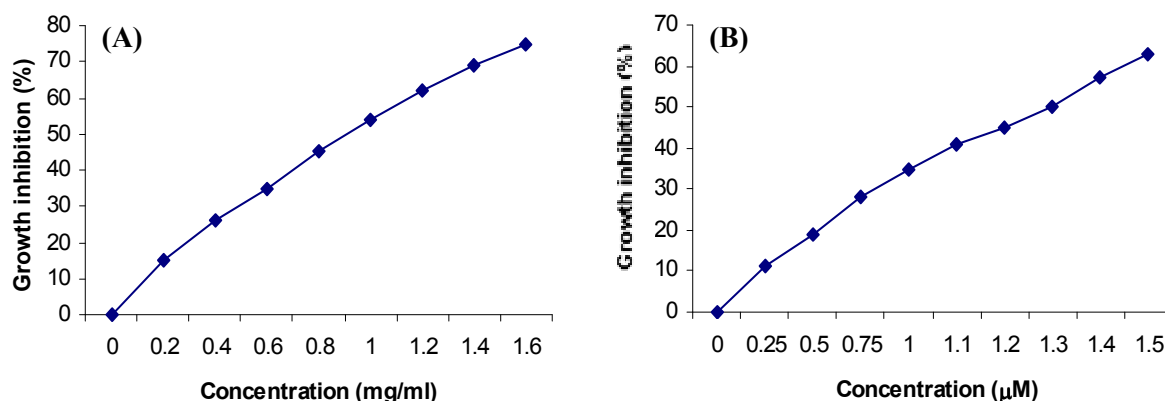 (A)
Growth inhibition (%)
80
70
60
50
40
30
20
10
0
0 0.2 0.4 0.6 0.8 1 1.2 1.4 1.6
Concentration (mg/ml)
(B)
Growth inhibition (%)
70
60
50
40
30
20
10
0
0 0.25 0.5 0.75 1 1.1 1.2 1.3 1.4 1.5
Concentration (μM)